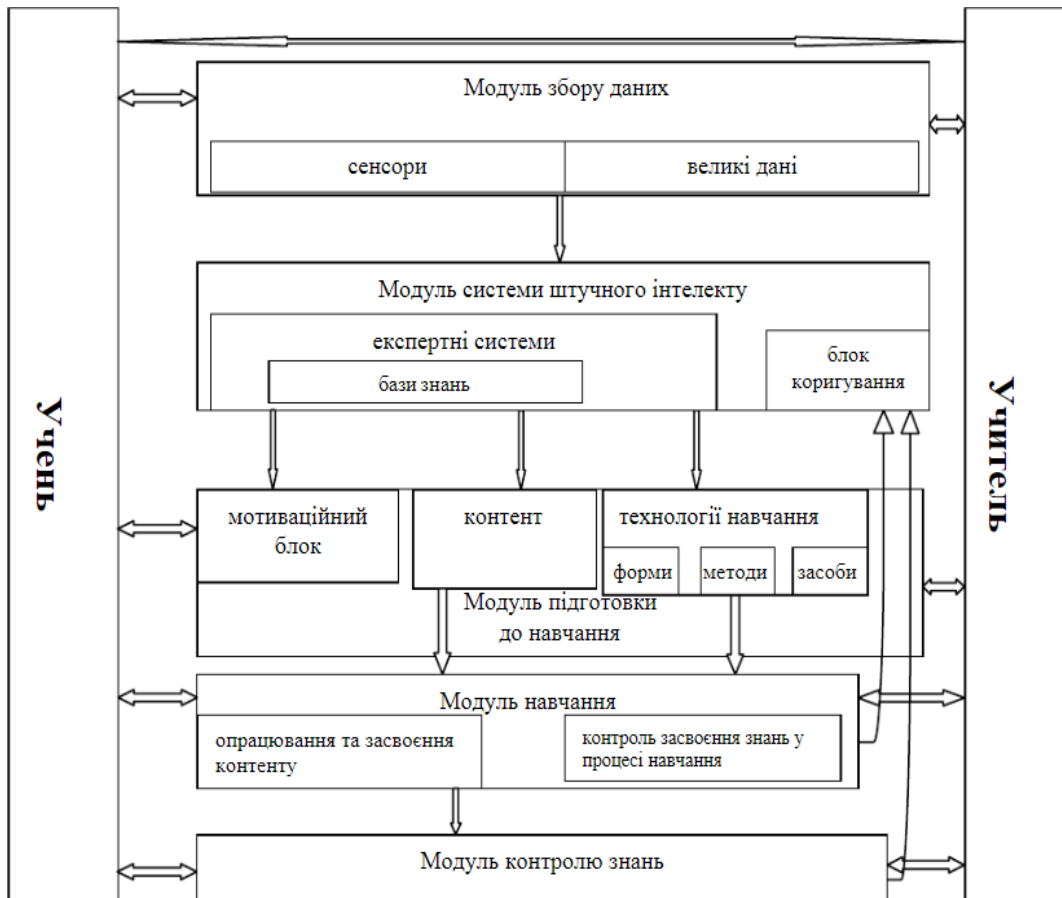 Учень
Учитель
Модуль збору даних
сенсори
великі дані
Модуль системи штучного інтелекту
експертні системи
бази знань
блок
коригування
мотиваційний
блок
контент
технології навчання
форми
методи
засоби
Модуль підготовки
до навчання
Модуль навчання
опрацювання та засвоєння
контенту
контроль засвоєння знань у
процесі навчання
Модуль контролю знань